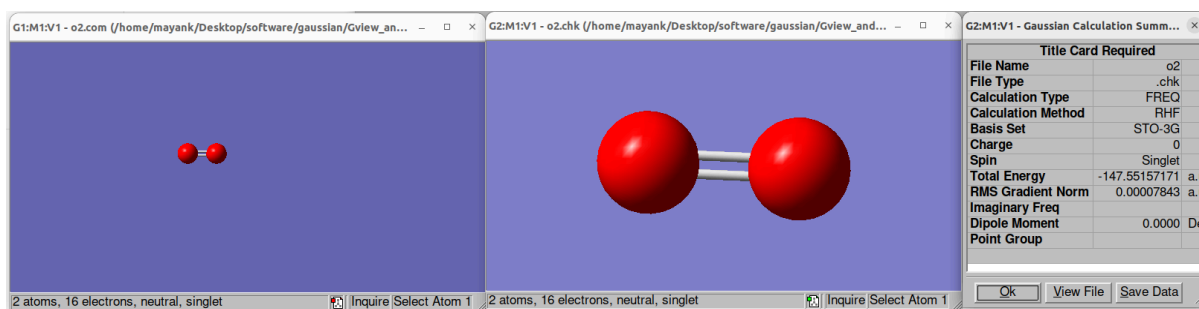 G1:M1:V1 - o2.com (/home/mayank/Desktop/software/gaussian/Gview_an...
2 atoms, 16 electrons, neutral, singlet
Inquire Select Atom 1
G2:M1:V1 - o2.chk (/home/mayank/Desktop/software/gaussian/Gview_and...
2 atoms, 16 electrons, neutral, singlet
Inquire Select Atom 1
G2:M1:V1 - Gaussian Calculation Summ...
Title Card Required
File Name o2
File Type .chk
Calculation Type FREQ
Calculation Method RHF
Basis Set STO-3G
Charge 0
Spin Singlet
Total Energy -147.55157171 a.
RMS Gradient Norm 0.00007843 a.
Imaginary Freq
Dipole Moment 0.0000 De
Point Group
Ok View File Save Data